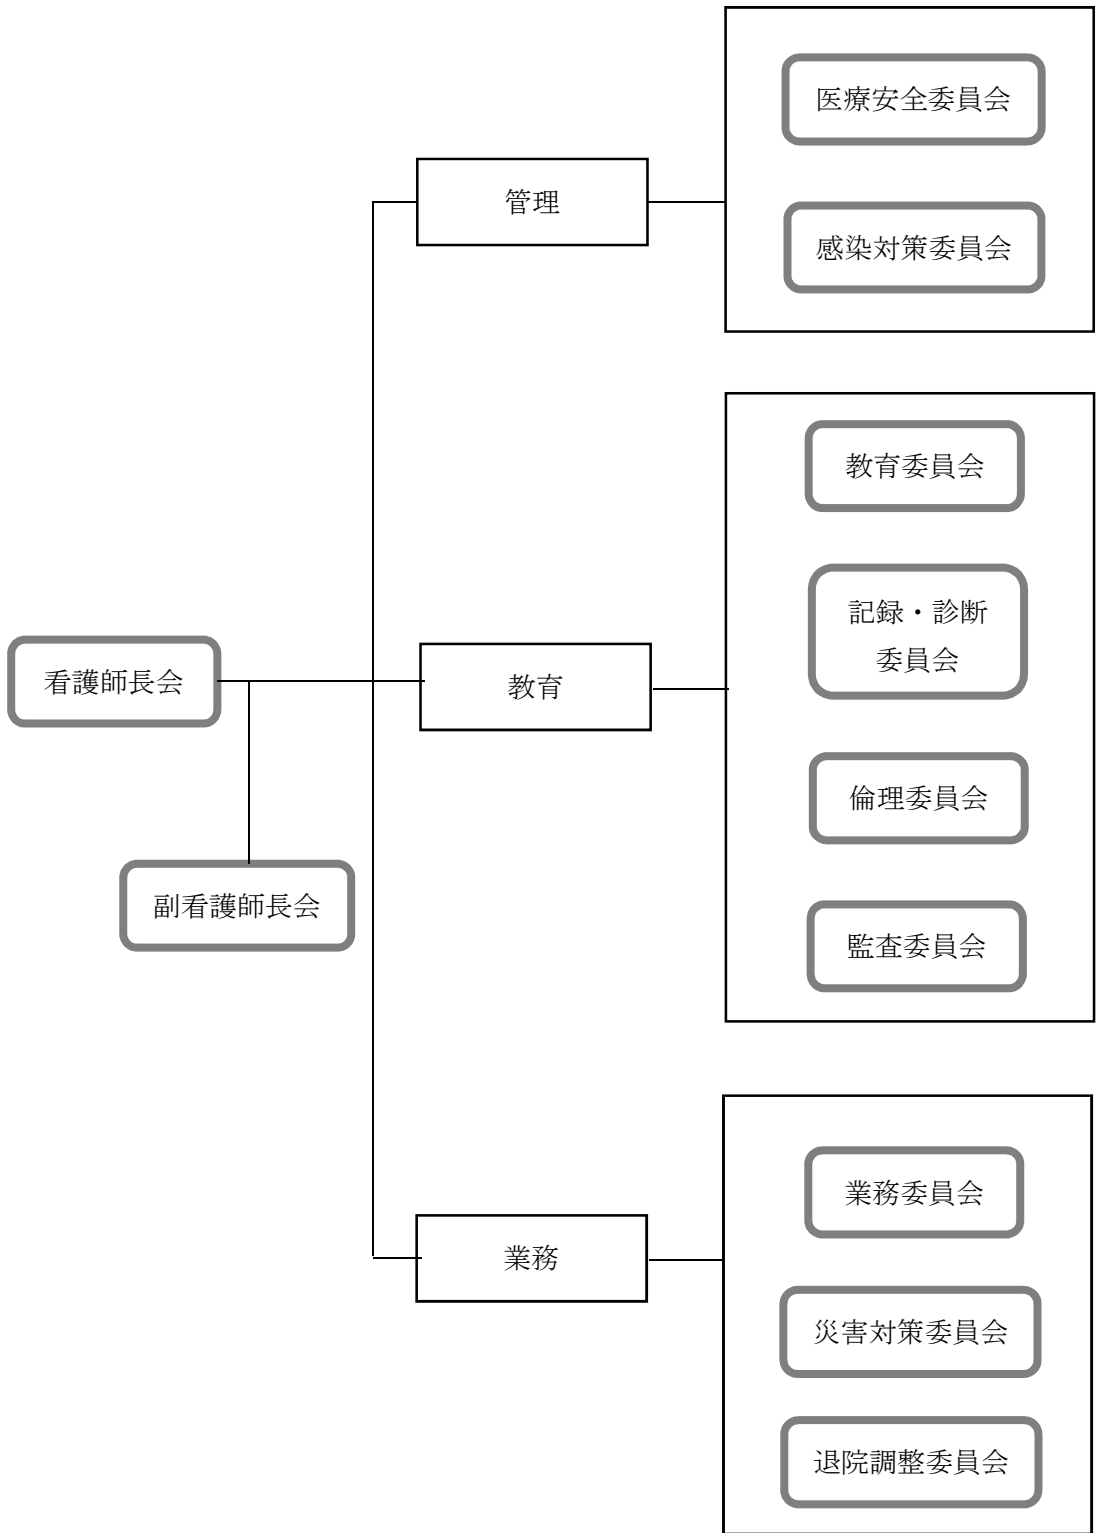 医療安全委員会
管理
感染対策委員会
教育委員会
記録・診断
委員会
看護師長会
教育
倫理委員会
副看護師長会
監査委員会
業務委員会
業務
災害対策委員会
退院調整委員会